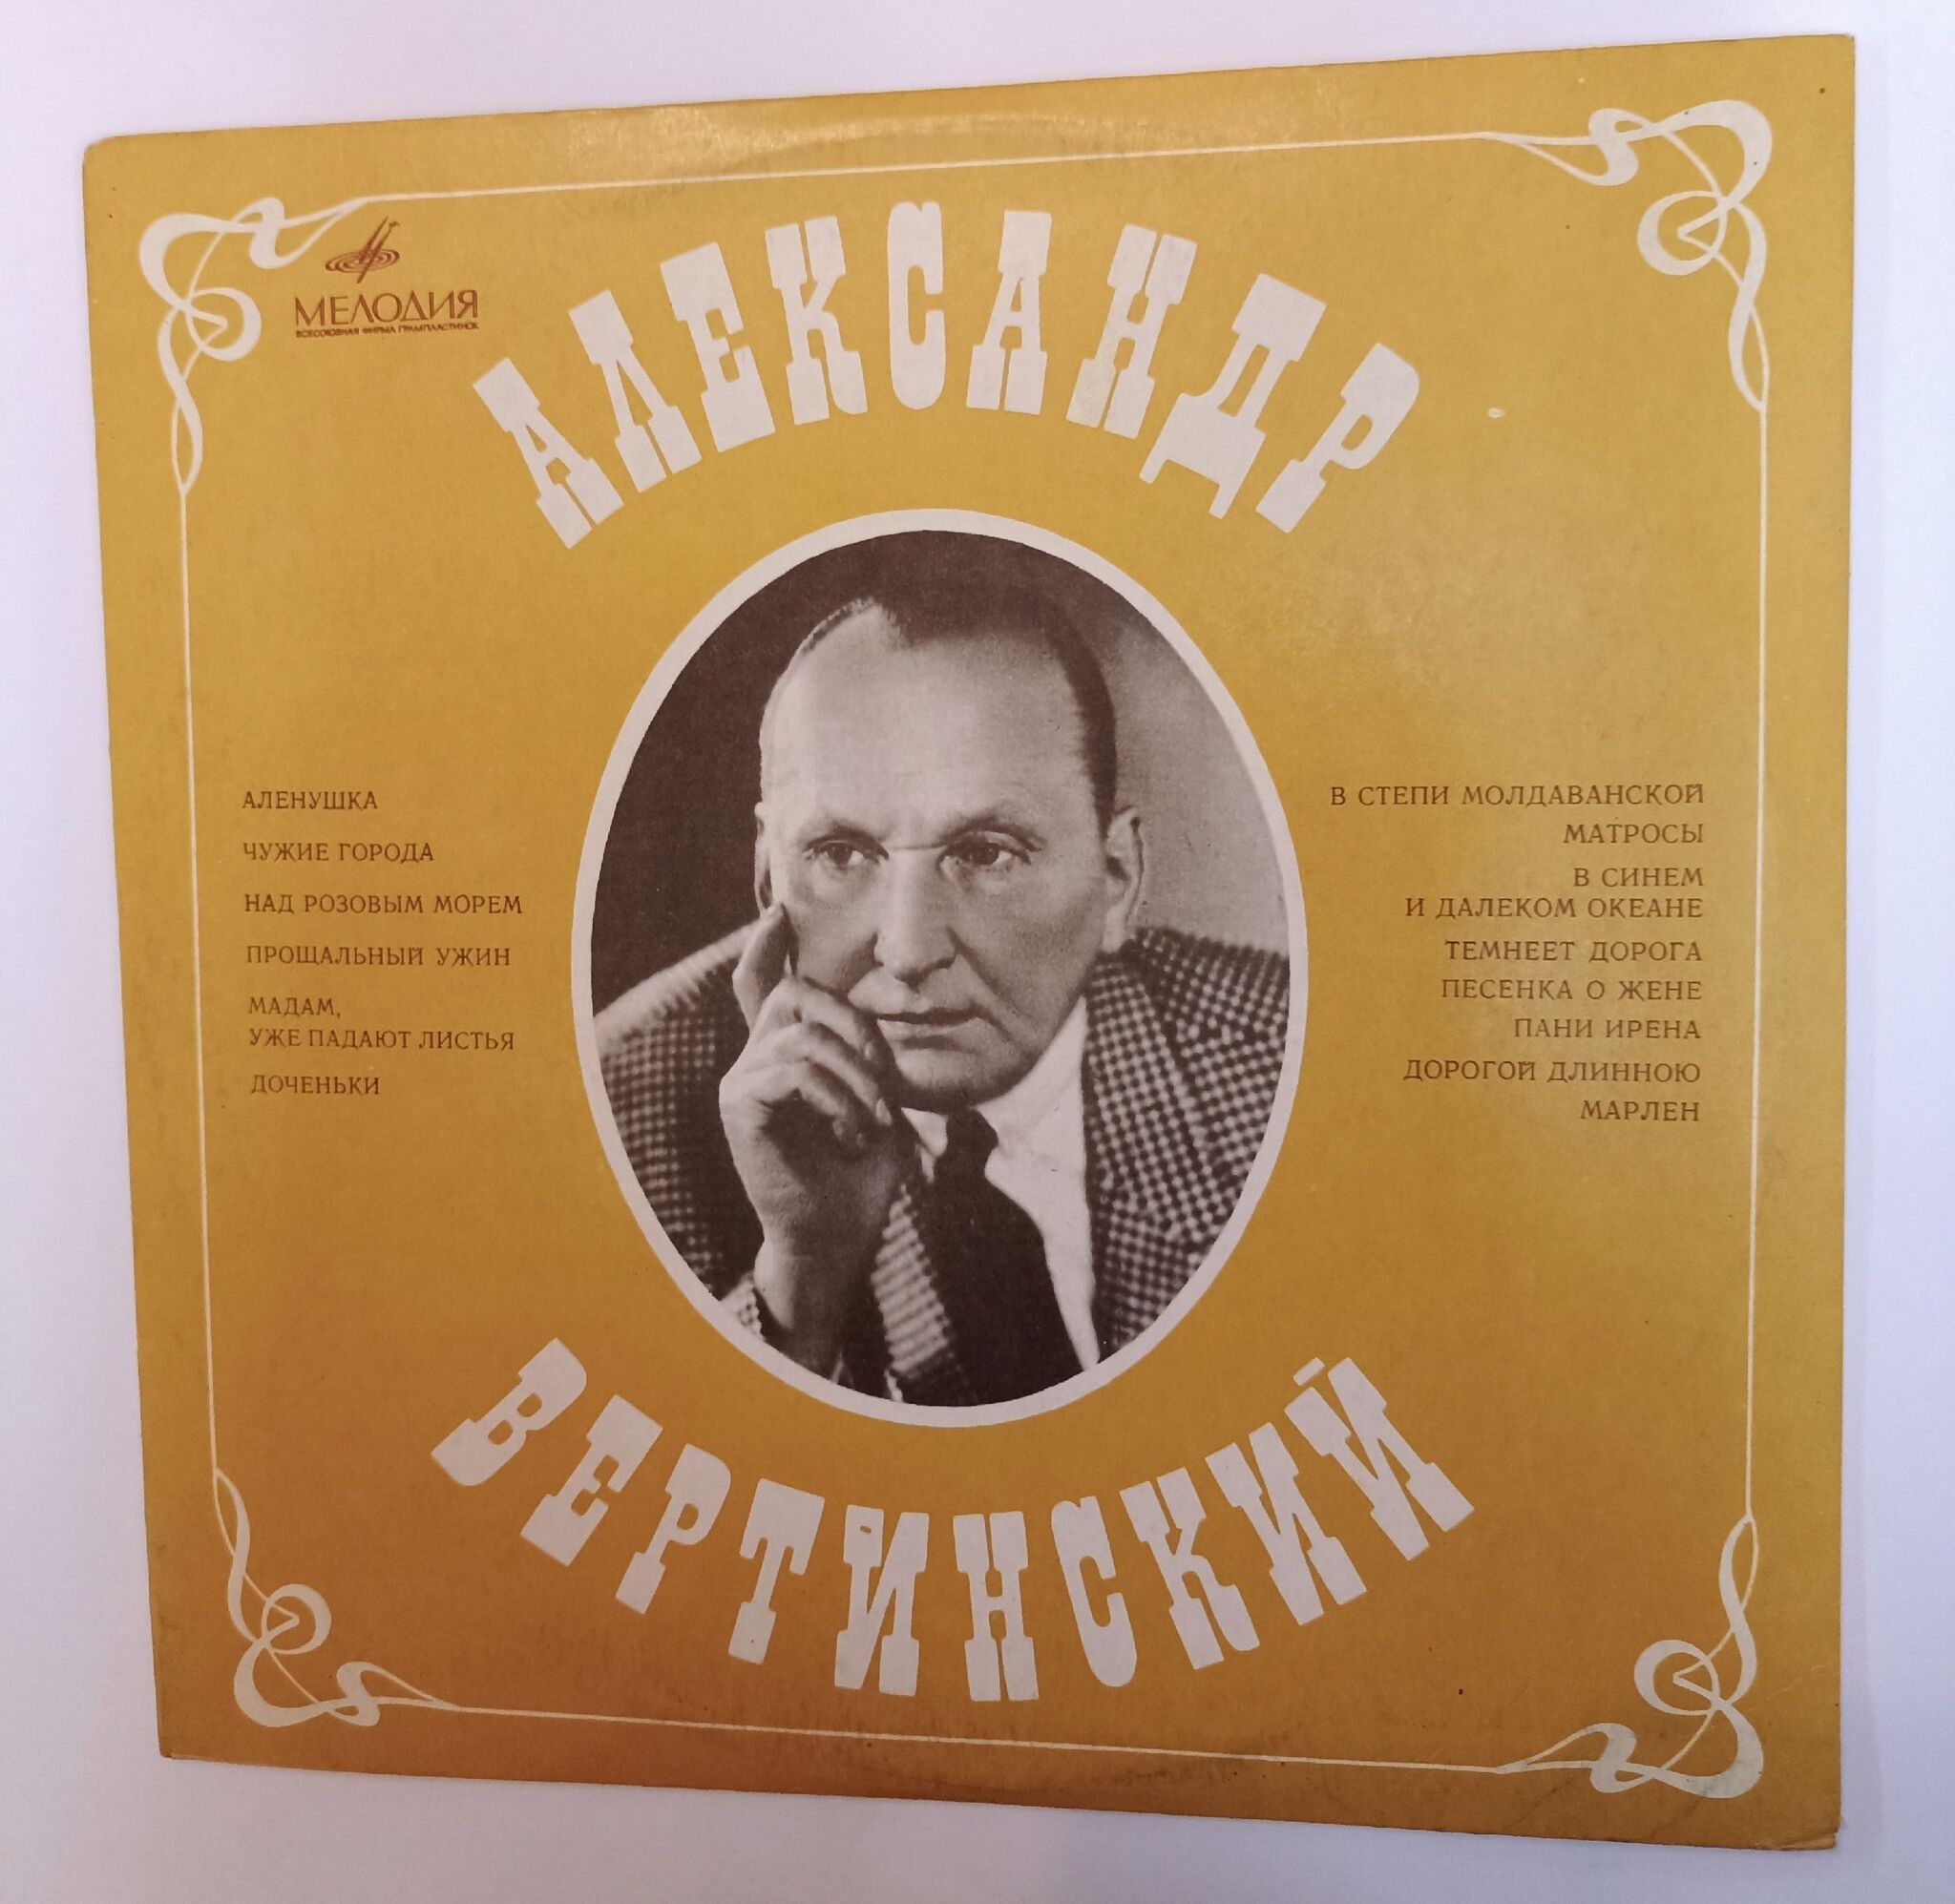 МЕЛОДИЯ
ВСЕСОЮЗНАЯ ФИРМА ГРАМПЛАСТИНОК
АЛЕКСАНДР
АЛЕНУШКА
ЧУЖИЕ ГОРОДА
НАД РОЗОВЫМ МОРЕМ
ПРОЩАЛЬНЫЙ УЖИН
МАДАМ,
УЖЕ ПАДАЮТ ЛИСТЬЯ
ДОЧЕНЬКИ
В СТЕПИ МОЛДАВАНСКОЙ
МАТРОСЫ
В СИНЕМ
И ДАЛЕКОМ ОКЕАНЕ
ТЕМНЕЕТ ДОРОГА
ПЕСЕНКА О ЖЕНЕ
ПАНИ ИРЕНА
ДОРОГОЙ ДЛИННОЮ
МАРЛЕН
ВЕРТИНСКИЙ